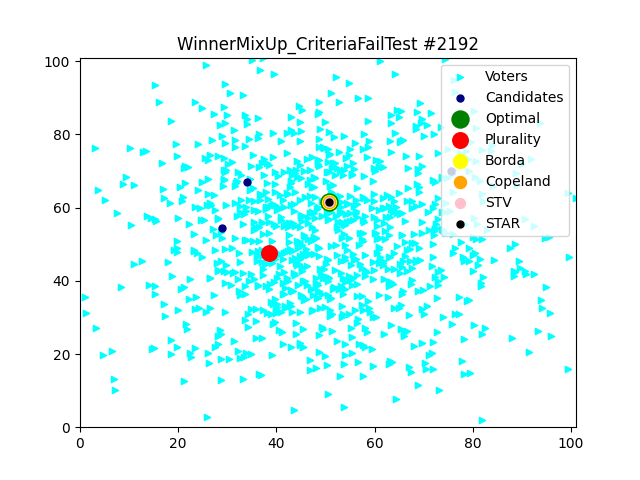 WinnerMixUp_CriteriaFailTest #2192
100
80
60
40
20
0
0 20 40 60 80 100
Voters
Candidates
Optimal
Plurality
Borda
Copeland
STV
STAR